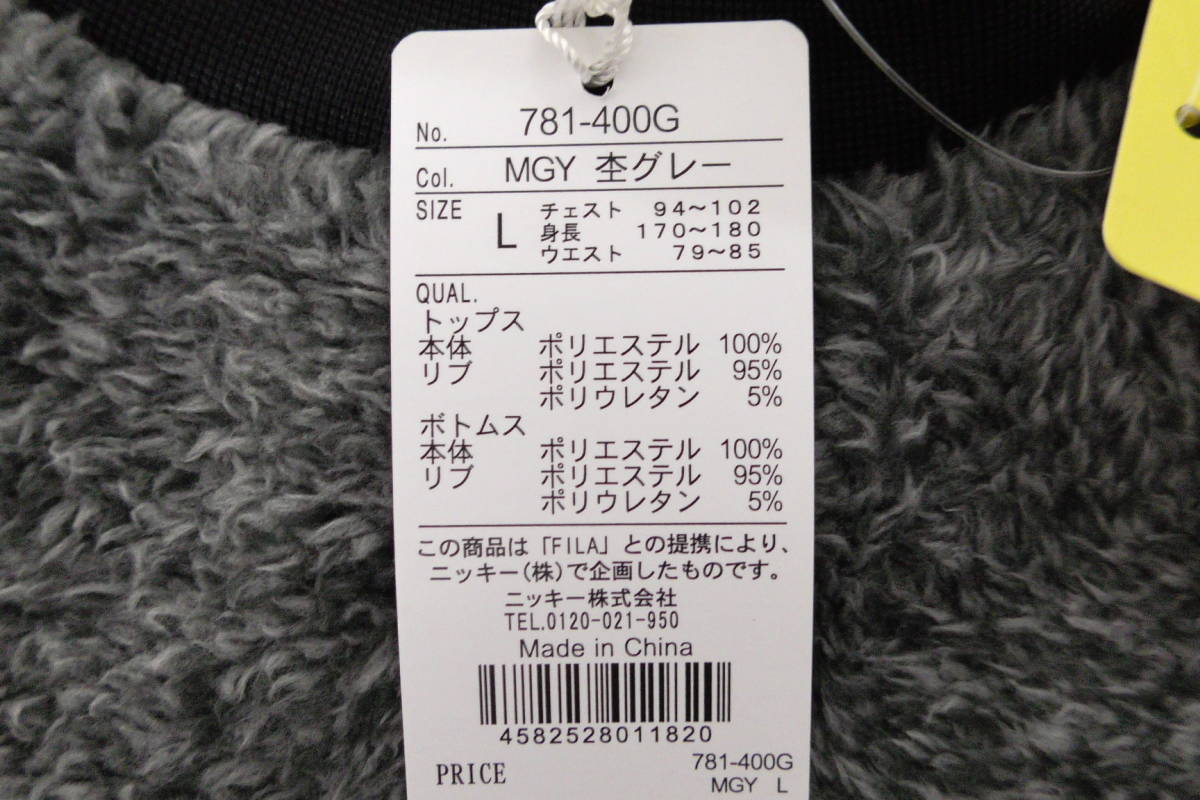 No. 781-400G
Col. MGY 杢グレー
SIZE L チェスト 94～102
身長 170～180
ウエスト 79～85
QUAL.
トップス
本体 ポリエステル 100%
リブ ポリエステル 95%
ポリウレタン 5%
ボトムス
本体 ポリエステル 100%
リブ ポリエステル 95%
ポリウレタン 5%
この商品は「FILA」との提携により、
ニッキー(株)で企画したものです。
ニッキー株式会社
TEL.0120-021-950
Made in China
4582528011820
PRICE 781-400G
MGY L